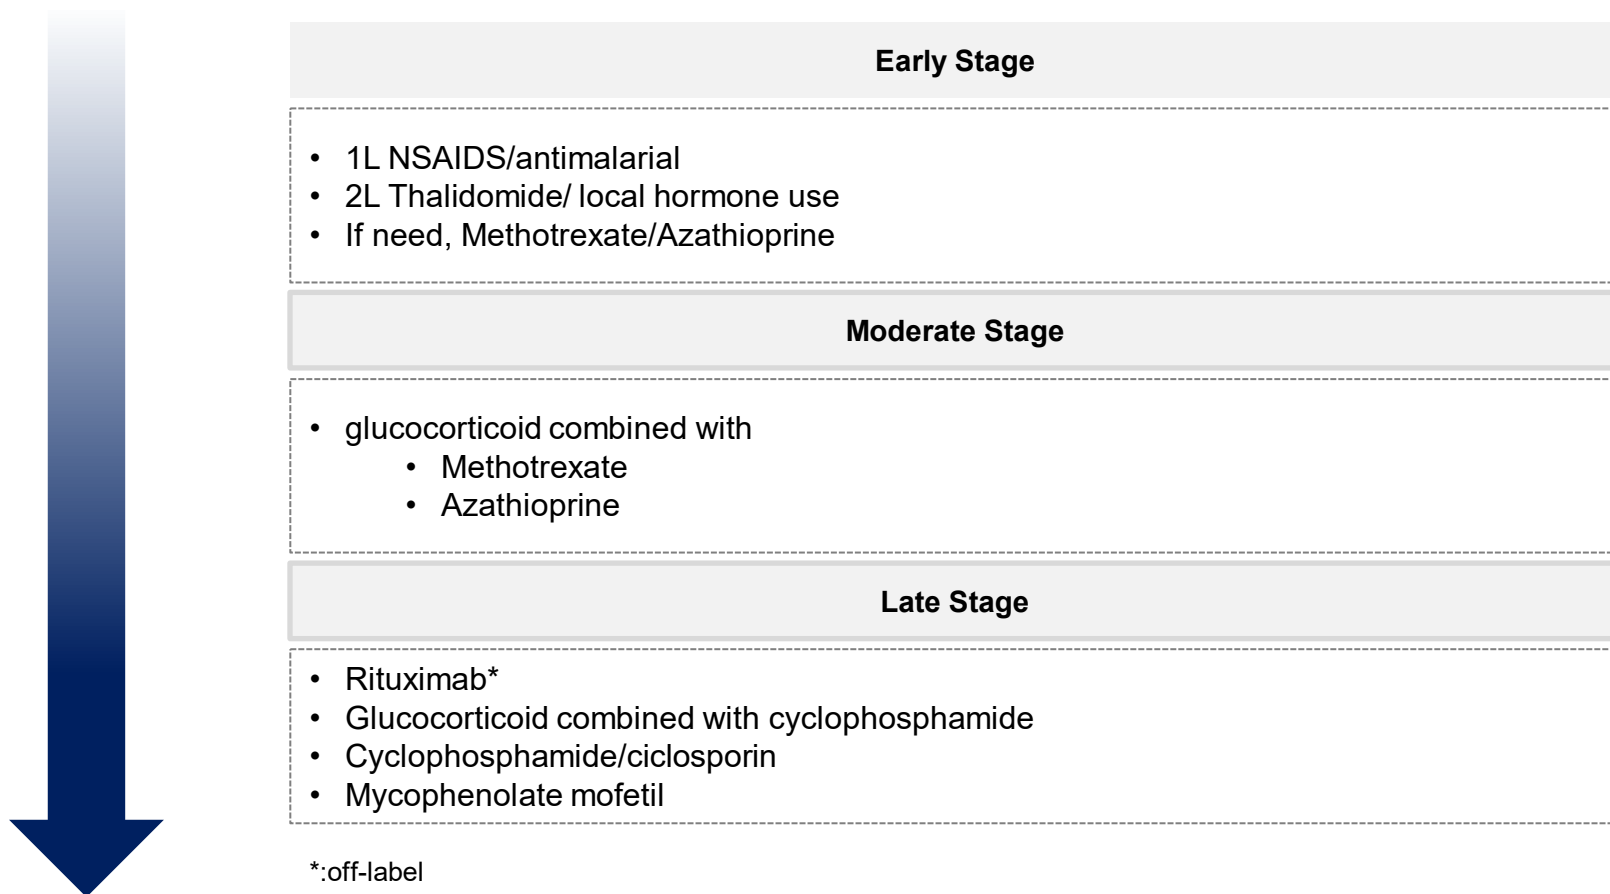 Early Stage
• 1L NSAIDS/antimalarial
• 2L Thalidomide/ local hormone use
• If need, Methotrexate/Azathioprine
Moderate Stage
• glucocorticoid combined with
• Methotrexate
• Azathioprine
Late Stage
• Rituximab*
• Glucocorticoid combined with cyclophosphamide
• Cyclophosphamide/ciclosporin
• Mycophenolate mofetil
*:off-label